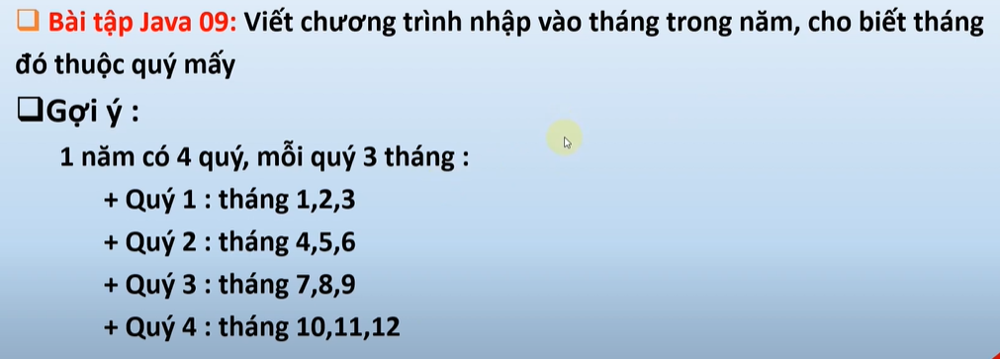 ❑ Bài tập Java 09: Viết chương trình nhập vào tháng trong năm, cho biết tháng
đó thuộc quý mấy
❑Gợi ý :
1 năm có 4 quý, mỗi quý 3 tháng :
+ Quý 1 : tháng 1,2,3
+ Quý 2 : tháng 4,5,6
+ Quý 3 : tháng 7,8,9
+ Quý 4 : tháng 10,11,12